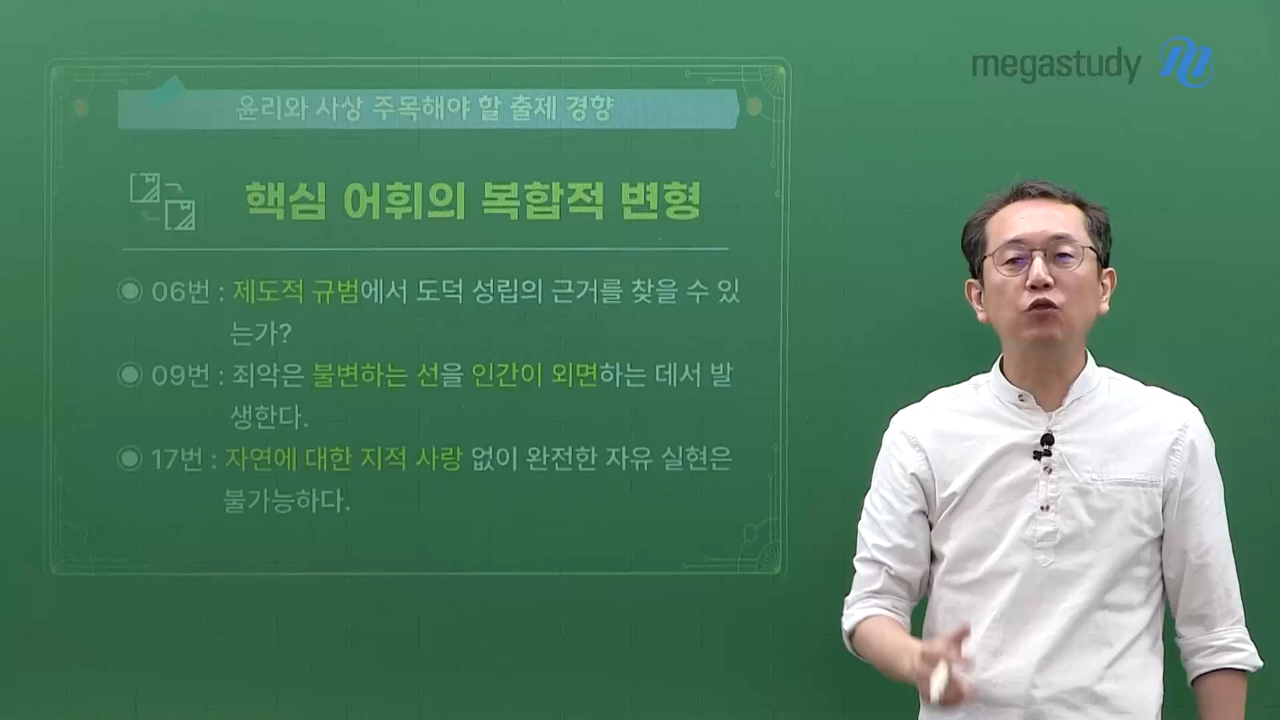 megastudy
윤리와 사상 주목해야 할 출제 경향
핵심 어휘의 복합적 변형
06번 : 제도적 규범에서 도덕 성립의 근거를 찾을 수 있
는가?
09번 : 죄악은 불변하는 선을 인간이 외면하는 데서 발
생한다.
17번 : 자연에 대한 지적 사랑 없이 완전한 자유 실현은
불가능하다.